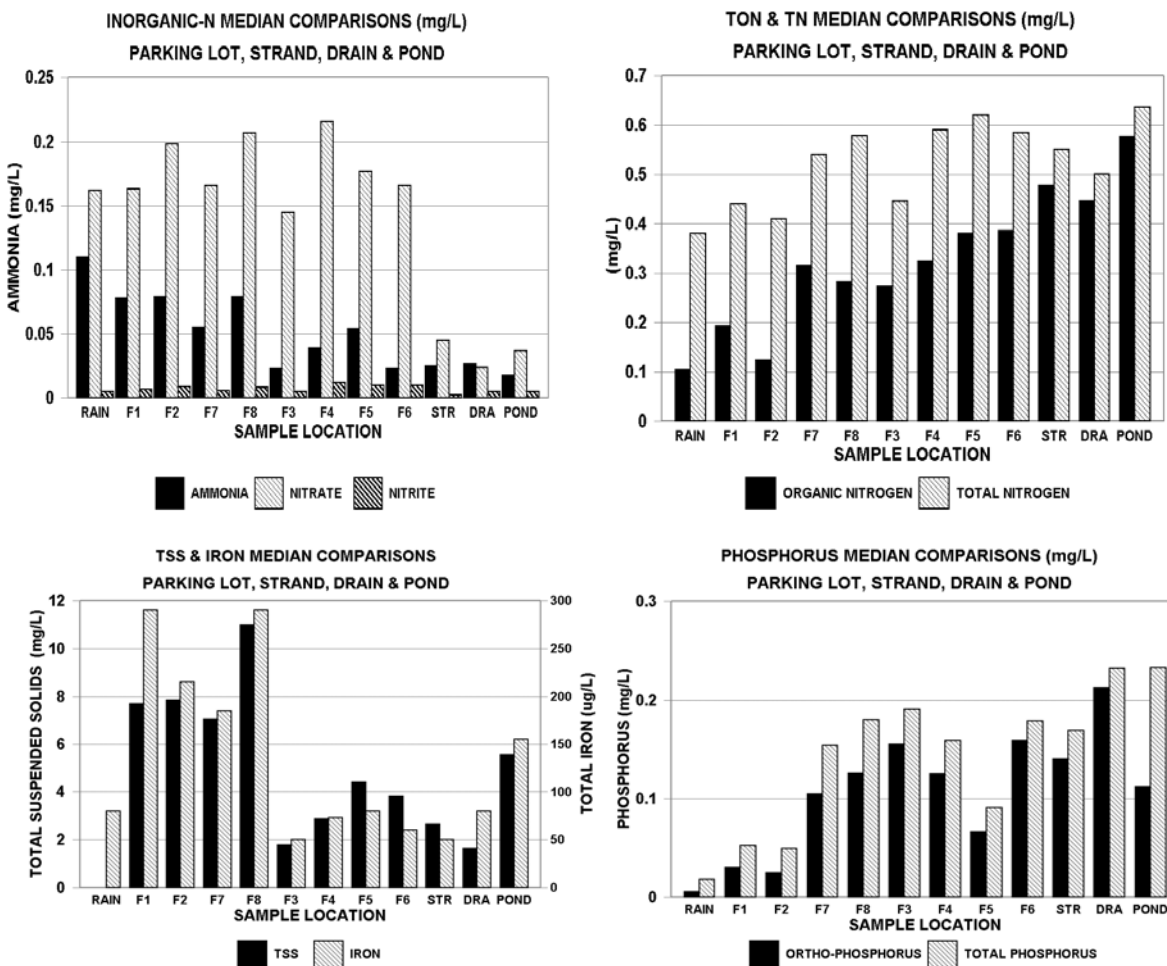 INORGANIC-N MEDIAN COMPARISONS (mg/L)
PARKING LOT, STRAND, DRAIN & POND
0.25
0.2
0.15
0.1
0.05
0
AMMONIA (mg/L)
RAIN F1 F2 F7 F8 F3 F4 F5 F6 STR DRA POND
SAMPLE LOCATION
AMMONIA NITRATE NITRITE
TON & TN MEDIAN COMPARISONS (mg/L)
PARKING LOT, STRAND, DRAIN & POND
0.7
0.6
0.5
0.4
0.3
0.2
0.1
0
(mg/L)
RAIN F1 F2 F7 F8 F3 F4 F5 F6 STR DRA POND
SAMPLE LOCATION
ORGANIC NITROGEN TOTAL NITROGEN
TSS & IRON MEDIAN COMPARISONS
PARKING LOT, STRAND, DRAIN & POND
12
10
8
6
4
2
0
TOTAL SUSPENDED SOLIDS (mg/L)
300
250
200
150
100
50
0
TOTAL IRON (ug/L)
RAIN F1 F2 F7 F8 F3 F4 F5 F6 STR DRA POND
SAMPLE LOCATION
TSS IRON
PHOSPHORUS MEDIAN COMPARISONS (mg/L)
PARKING LOT, STRAND, DRAIN & POND
0.3
0.2
0.1
0
PHOSPHORUS (mg/L)
RAIN F1 F2 F7 F8 F3 F4 F5 F6 STR DRA POND
SAMPLE LOCATION
ORTHO-PHOSPHORUS TOTAL PHOSPHORUS